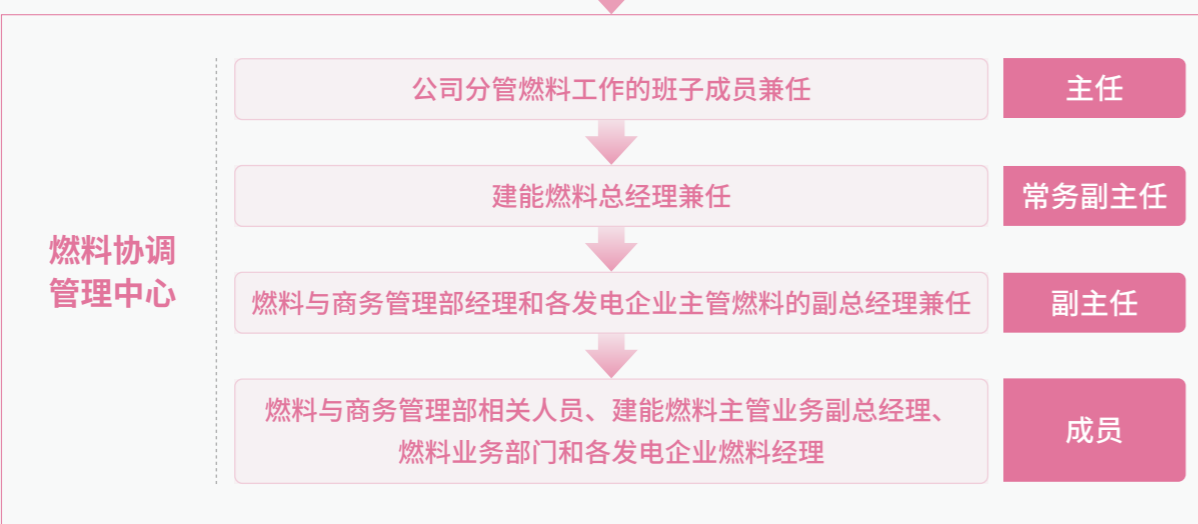 燃料协调
管理中心
公司分管燃料工作的班子成员兼任
主任
建能燃料总经理兼任
常务副主任
燃料与商务管理部经理和各发电企业主管燃料的副总经理兼任
副主任
燃料与商务管理部相关人员、建能燃料主管业务副总经理、
燃料业务部门和各发电企业燃料经理
成员